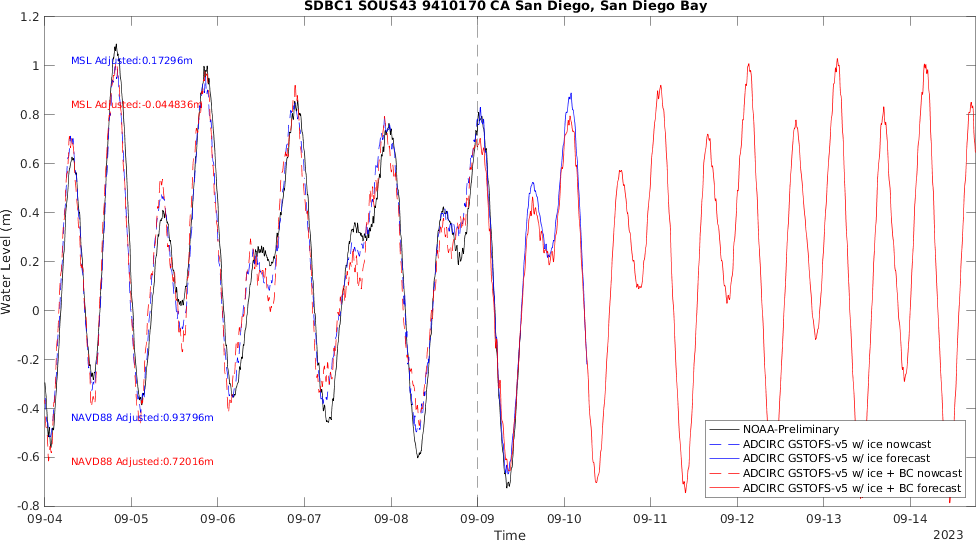 SDBC1 SOUS43 9410170 CA San Diego, San Diego Bay
1.2
1
0.8
0.6
0.4
0.2
0
-0.2
-0.4
-0.6
-0.8
Water Level (m)
MSL Adjusted:0.17296m
MSL Adjusted:-0.044836m
NAVD88 Adjusted:0.93796m
NAVD88 Adjusted:0.72016m
NOAA-Preliminary
ADCIRC GSTOFS-v5 w/ ice nowcast
ADCIRC GSTOFS-v5 w/ ice forecast
ADCIRC GSTOFS-v5 w/ ice + BC nowcast
ADCIRC GSTOFS-v5 w/ ice + BC forecast
09-04 09-05 09-06 09-07 09-08 09-09 09-10 09-11 09-12 09-13 09-14
Time
2023